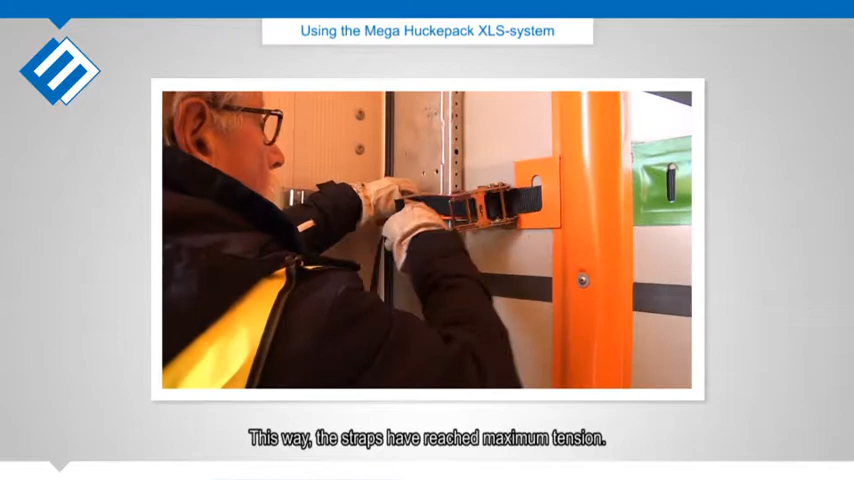 Using the Mega Huckepack XLS-system
This way, the straps have reached maximum tension.